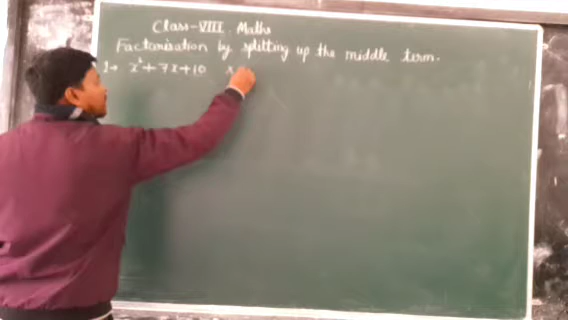 Class-VIII Maths
Factorisation by splitting up the middle term.
1→ x²+7x+10